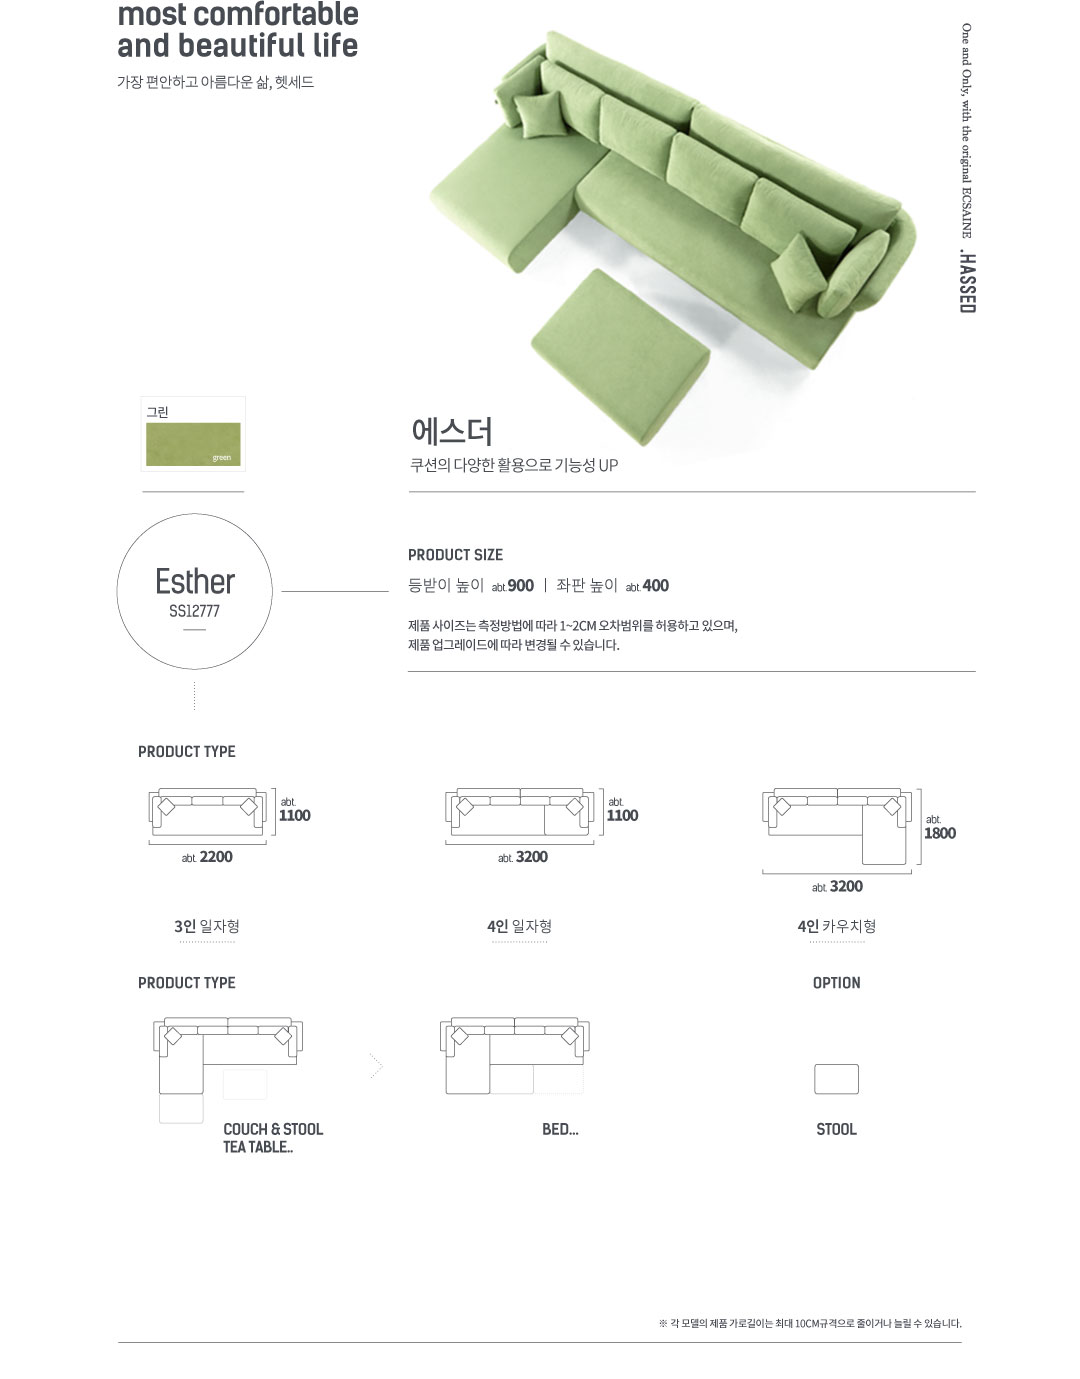 most comfortable
and beautiful life
가장 편안하고 아름다운 삶, 헷세드
One and Only, with the original ECSAINE .HASSED
그린
green
에스더
쿠션의 다양한 활용으로 기능성 UP
Esther
SS12777
PRODUCT SIZE
등받이 높이 abt.900 | 좌판 높이 abt.400
제품 사이즈는 측정방법에 따라 1~2CM 오차범위를 허용하고 있으며,
제품 업그레이드에 따라 변경될 수 있습니다.
PRODUCT TYPE
abt.
1100
abt. 2200
3인 일자형
abt.
1100
abt. 3200
4인 일자형
abt.
1800
abt. 3200
4인 카우치형
PRODUCT TYPE
OPTION
COUCH & STOOL
TEA TABLE..
BED...
STOOL
※ 각 모델의 제품 가로길이는 최대 10CM규격으로 줄이거나 늘릴 수 있습니다.